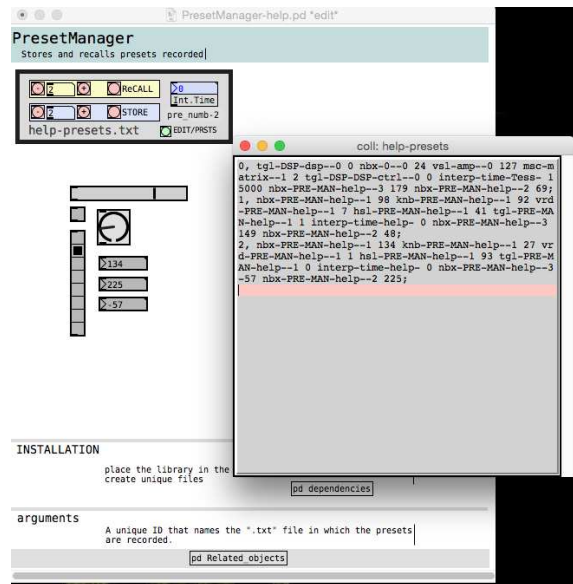 PresetManager-help.pd *edit*
PresetManager
Stores and recalls presets recorded
2 ReCALL 0
Int.Time
2 STORE pre_numb-2
help-presets.txt EDIT/PRSTS
134
225
-57
coll: help-presets
0, tgl-DSP-dsp--0 0 nbx-0--0 24 vsl-amp--0 127 msc-m
atrix--1 2 tgl-DSP-DSP-ctrl--0 0 interp-time-Tess- 1
5000 nbx-PRE-MAN-help--3 179 nbx-PRE-MAN-help--2 69;
1, nbx-PRE-MAN-help--1 98 knb-PRE-MAN-help--1 92 vrd
-PRE-MAN-help--1 7 hsl-PRE-MAN-help--1 41 tgl-PRE-MA
N-help--1 1 interp-time-help- 0 nbx-PRE-MAN-help--3
149 nbx-PRE-MAN-help--2 48;
2, nbx-PRE-MAN-help--1 134 knb-PRE-MAN-help--1 27 vr
d-PRE-MAN-help--1 1 hsl-PRE-MAN-help--1 93 tgl-PRE-M
AN-help--1 0 interp-time-help- 0 nbx-PRE-MAN-help--3
-57 nbx-PRE-MAN-help--2 225;
INSTALLATION
place the library in the
create unique files
pd dependencies
arguments
A unique ID that names the ".txt" file in which the presets
are recorded.
pd Related_objects